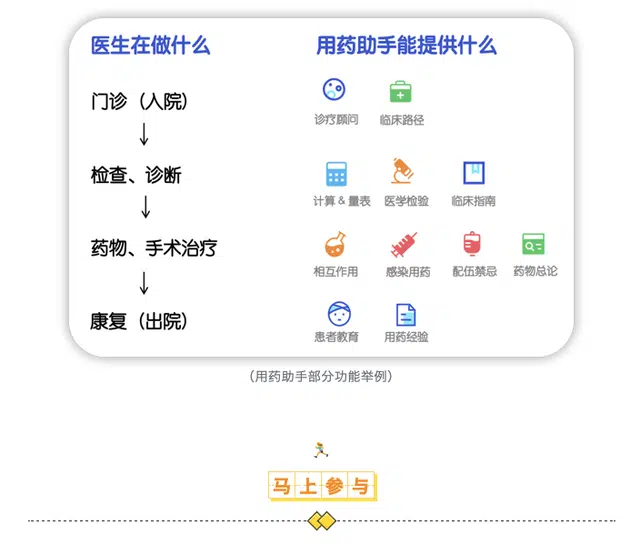 医生在做什么
用药助手能提供什么
门诊（入院）
诊疗顾问
临床路径
检查、诊断
计算 & 量表
医学检验
临床指南
药物、手术治疗
相互作用
感染用药
配伍禁忌
药物总论
康复（出院）
患者教育
用药经验
（用药助手部分功能举例）
马上参与